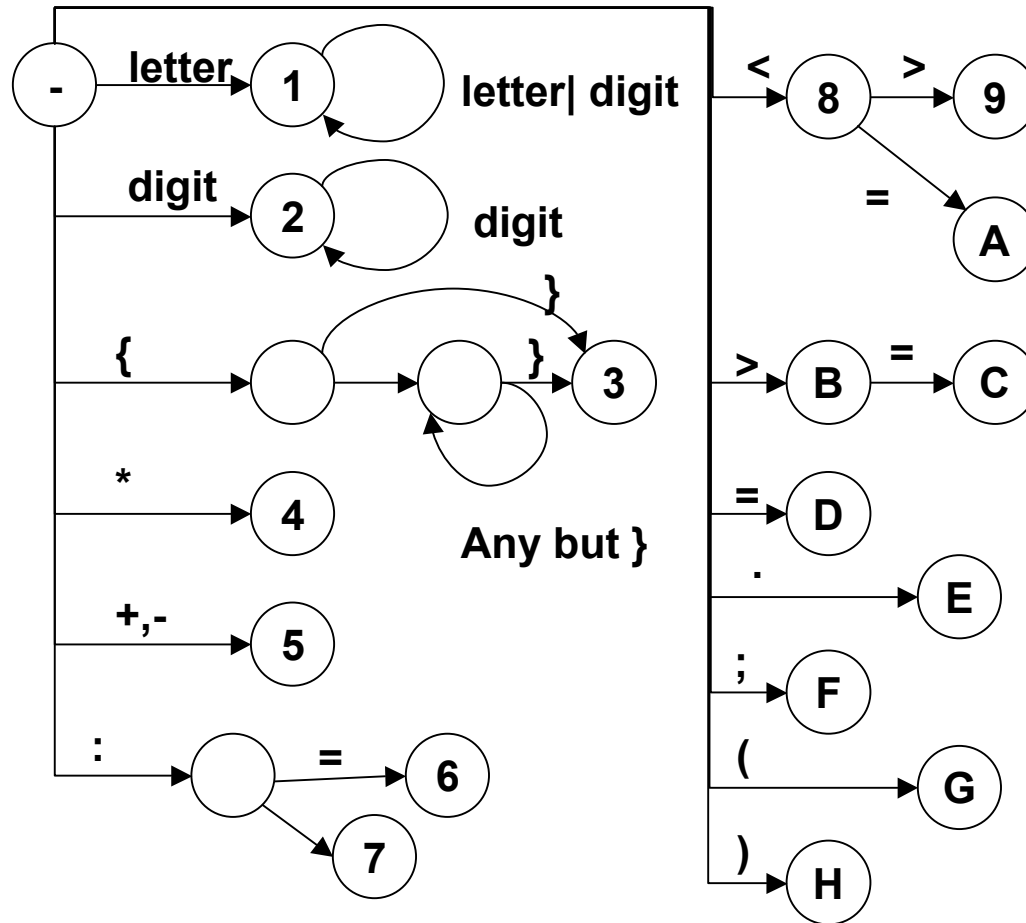 -
letter
1
letter| digit
digit
2
digit
{
}
}
3
Any but }
*
4
+,-
5
:
=
6
7
<
8
>
9
=
A
>
B
=
C
=
D
.
E
;
F
(
G
)
H